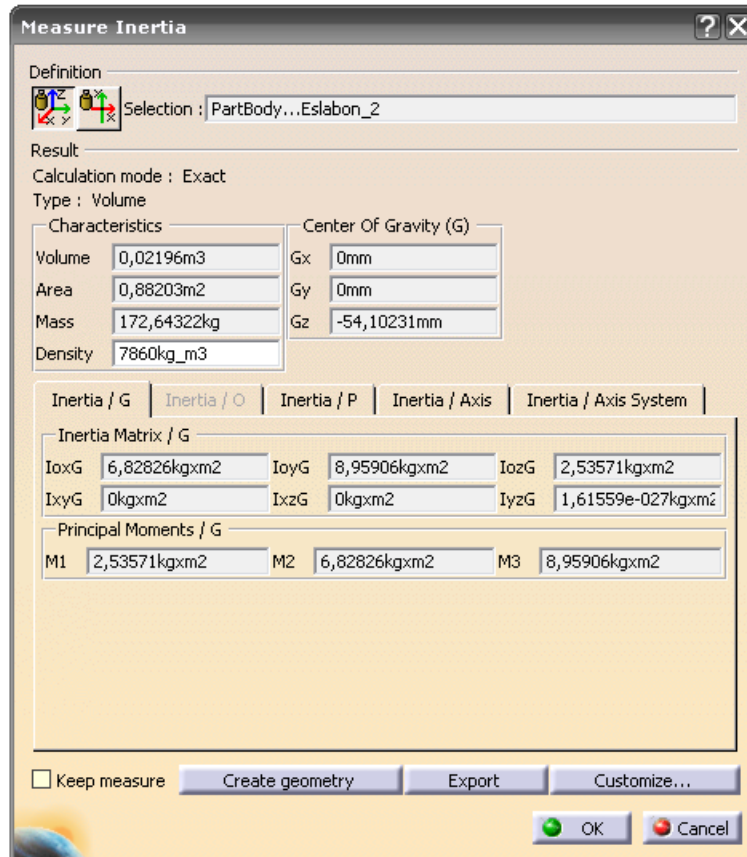 Measure Inertia
Definition
Selection : PartBody...Eslabon_2
Result
Calculation mode : Exact
Type : Volume
Characteristics
Center Of Gravity (G)
Volume 0,02196m3 Gx 0mm
Area 0,88203m2 Gy 0mm
Mass 172,64322kg Gz -54,10231mm
Density 7860kg_m3
Inertia / G Inertia / O Inertia / P Inertia / Axis Inertia / Axis System
Inertia Matrix / G
IoxG 6,82826kgxm2 IoyG 8,95906kgxm2 IozG 2,53571kgxm2
IxyG 0kgxm2 IxzG 0kgxm2 IyzG 1,61559e-027kgxm2
Principal Moments / G
M1 2,53571kgxm2 M2 6,82826kgxm2 M3 8,95906kgxm2
Keep measure Create geometry Export Customize...
OK Cancel